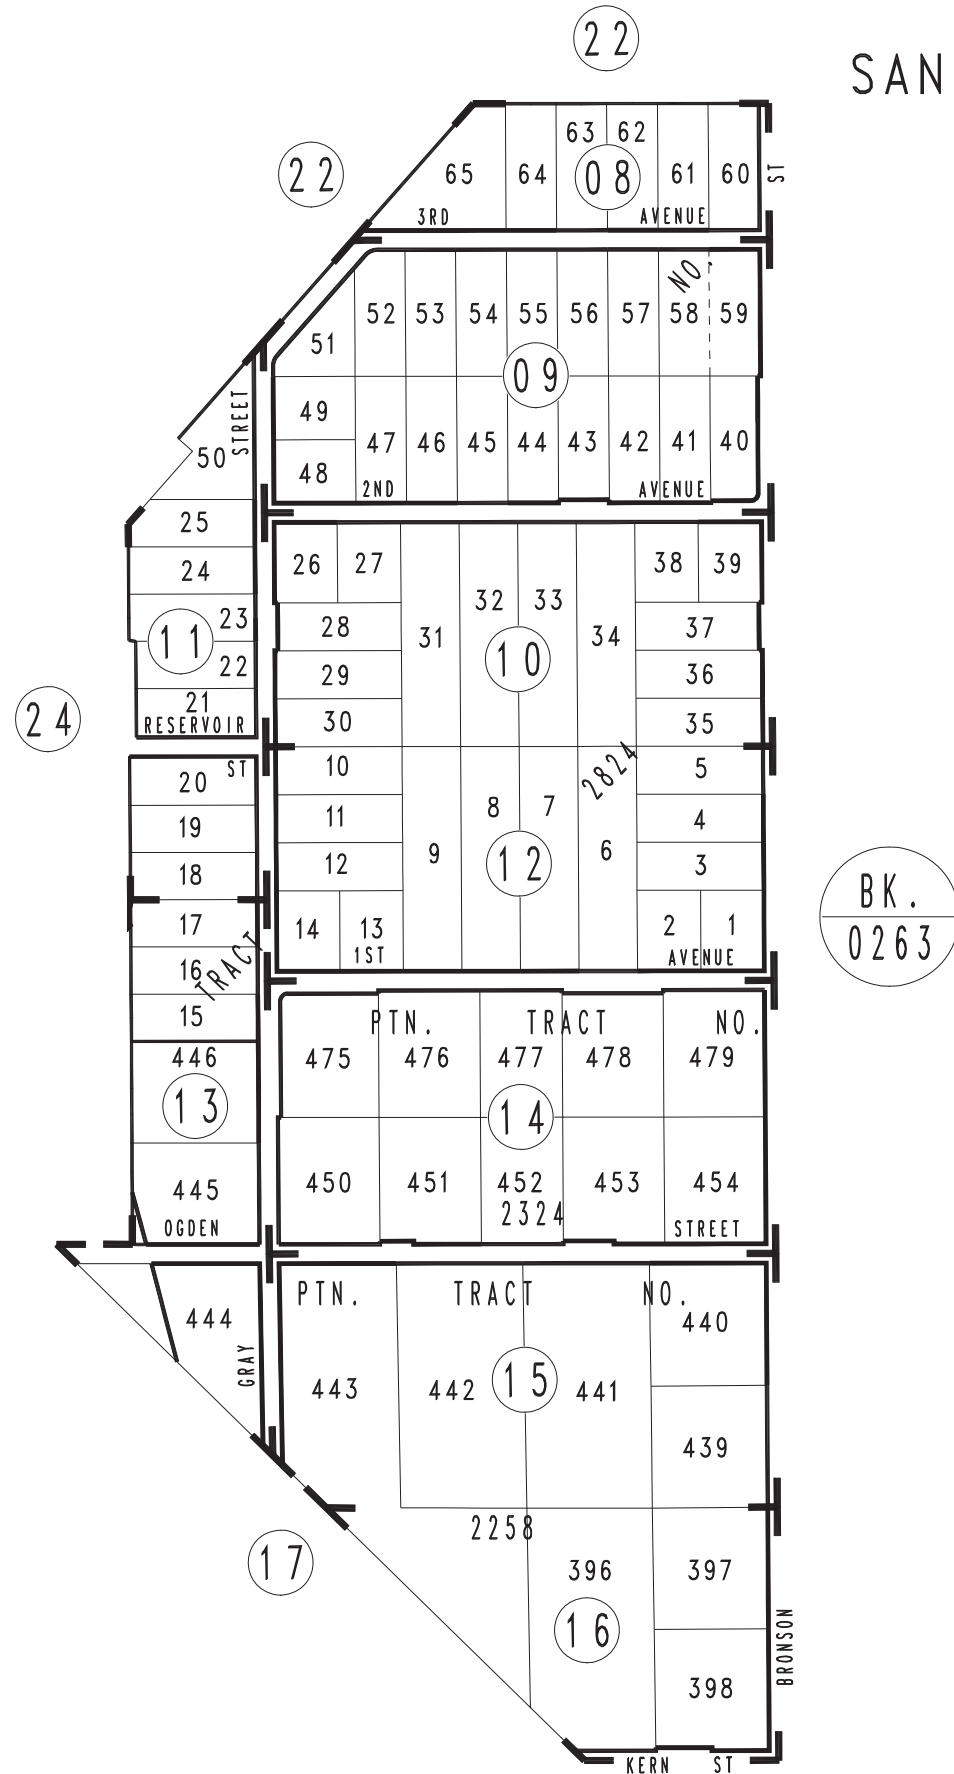 22
SAN
22
63 62
65 64 08 61 60 ST
3RD AVENUE
NO.
51 52 53 54 55 56 57 58 59
09
STREET
49 47 46 45 44 43 42 41 40
50 48
2ND AVENUE
25
26 27 38 39
24
32 33
23 28 37
11 31 34
22 29 10 36
21 30 35
RESERVOIR
24
ST 10 5
20 2824
19 11 8 7 4
18 12 9 12 6 3
BK.
0263
17 14 13 2 1
TRACT 1ST AVENUE
16
15
PTN. TRACT NO.
446 475 476 477 478 479
13 14
445 450 451 452 453 454
2324
OGDEN STREET
PTN. TRACT NO.
444 440
GRAY 443 442 15 441
439
2258
17
396 397
16
BRONSON
398
KERN ST